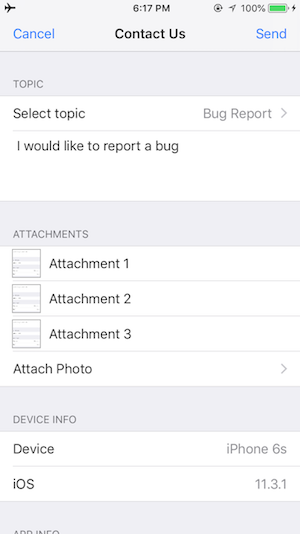 6:17 PM
100%
Cancel
Contact Us
Send
TOPIC
Select topic
Bug Report
I would like to report a bug
ATTACHMENTS
Attachment 1
Attachment 2
Attachment 3
Attach Photo
DEVICE INFO
Device
iPhone 6s
iOS
11.3.1
APP INFO